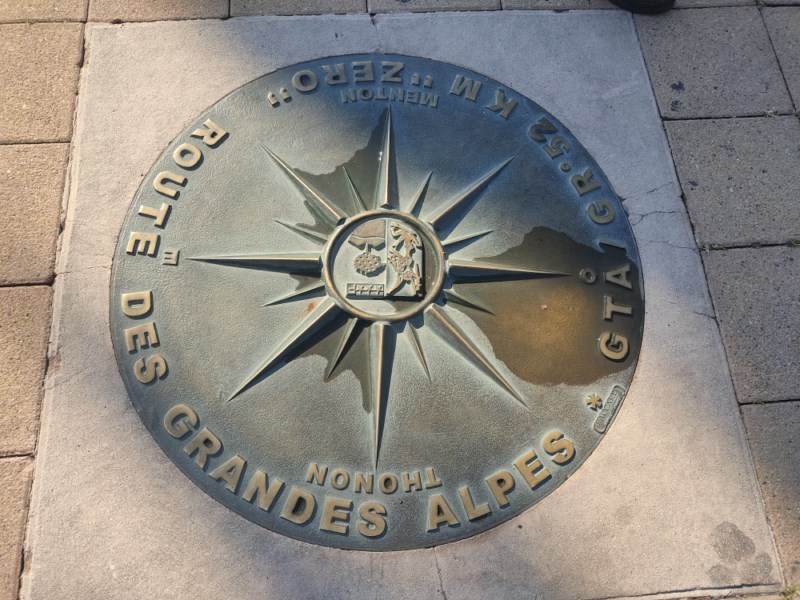 ROUTE DES GRANDES ALPES
GTA/GR.52 KM "ZERO"
MENTON
E
O
THONON